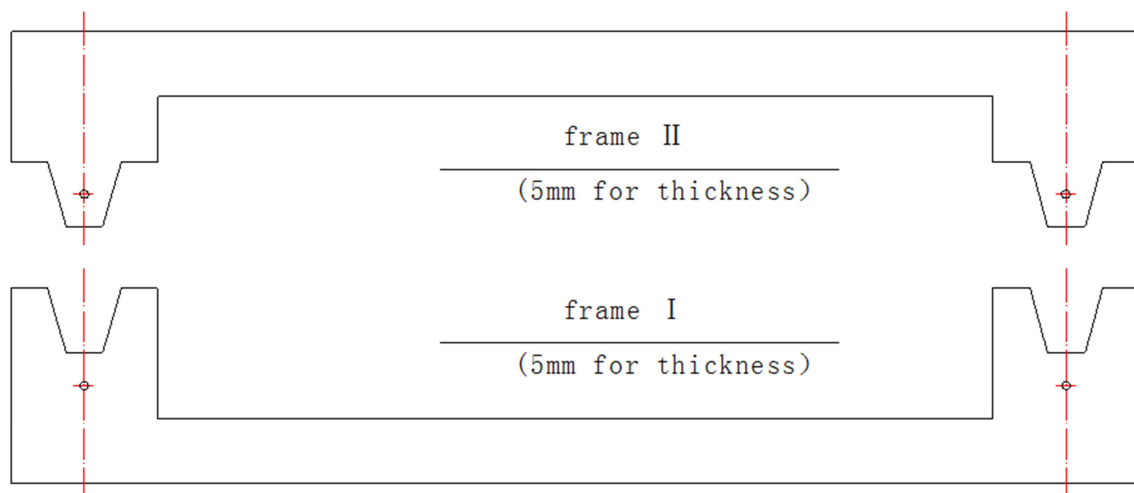 frame Ⅱ
(5mm for thickness)
frame Ⅰ
(5mm for thickness)